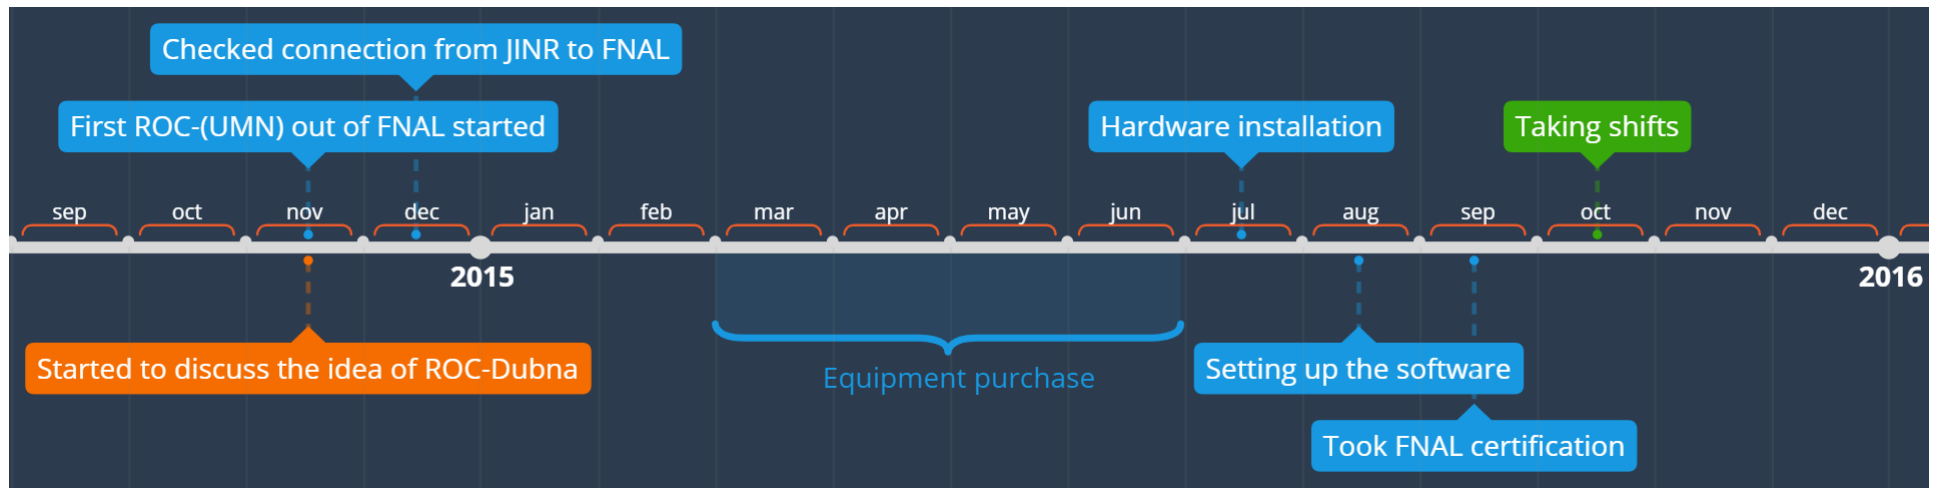 Checked connection from JINR to FNAL
First ROC-(UMN) out of FNAL started
Hardware installation
Taking shifts
sep oct nov dec jan feb mar apr may jun jul aug sep oct nov dec
2015 2016
Started to discuss the idea of ROC-Dubna
Equipment purchase
Setting up the software
Took FNAL certification